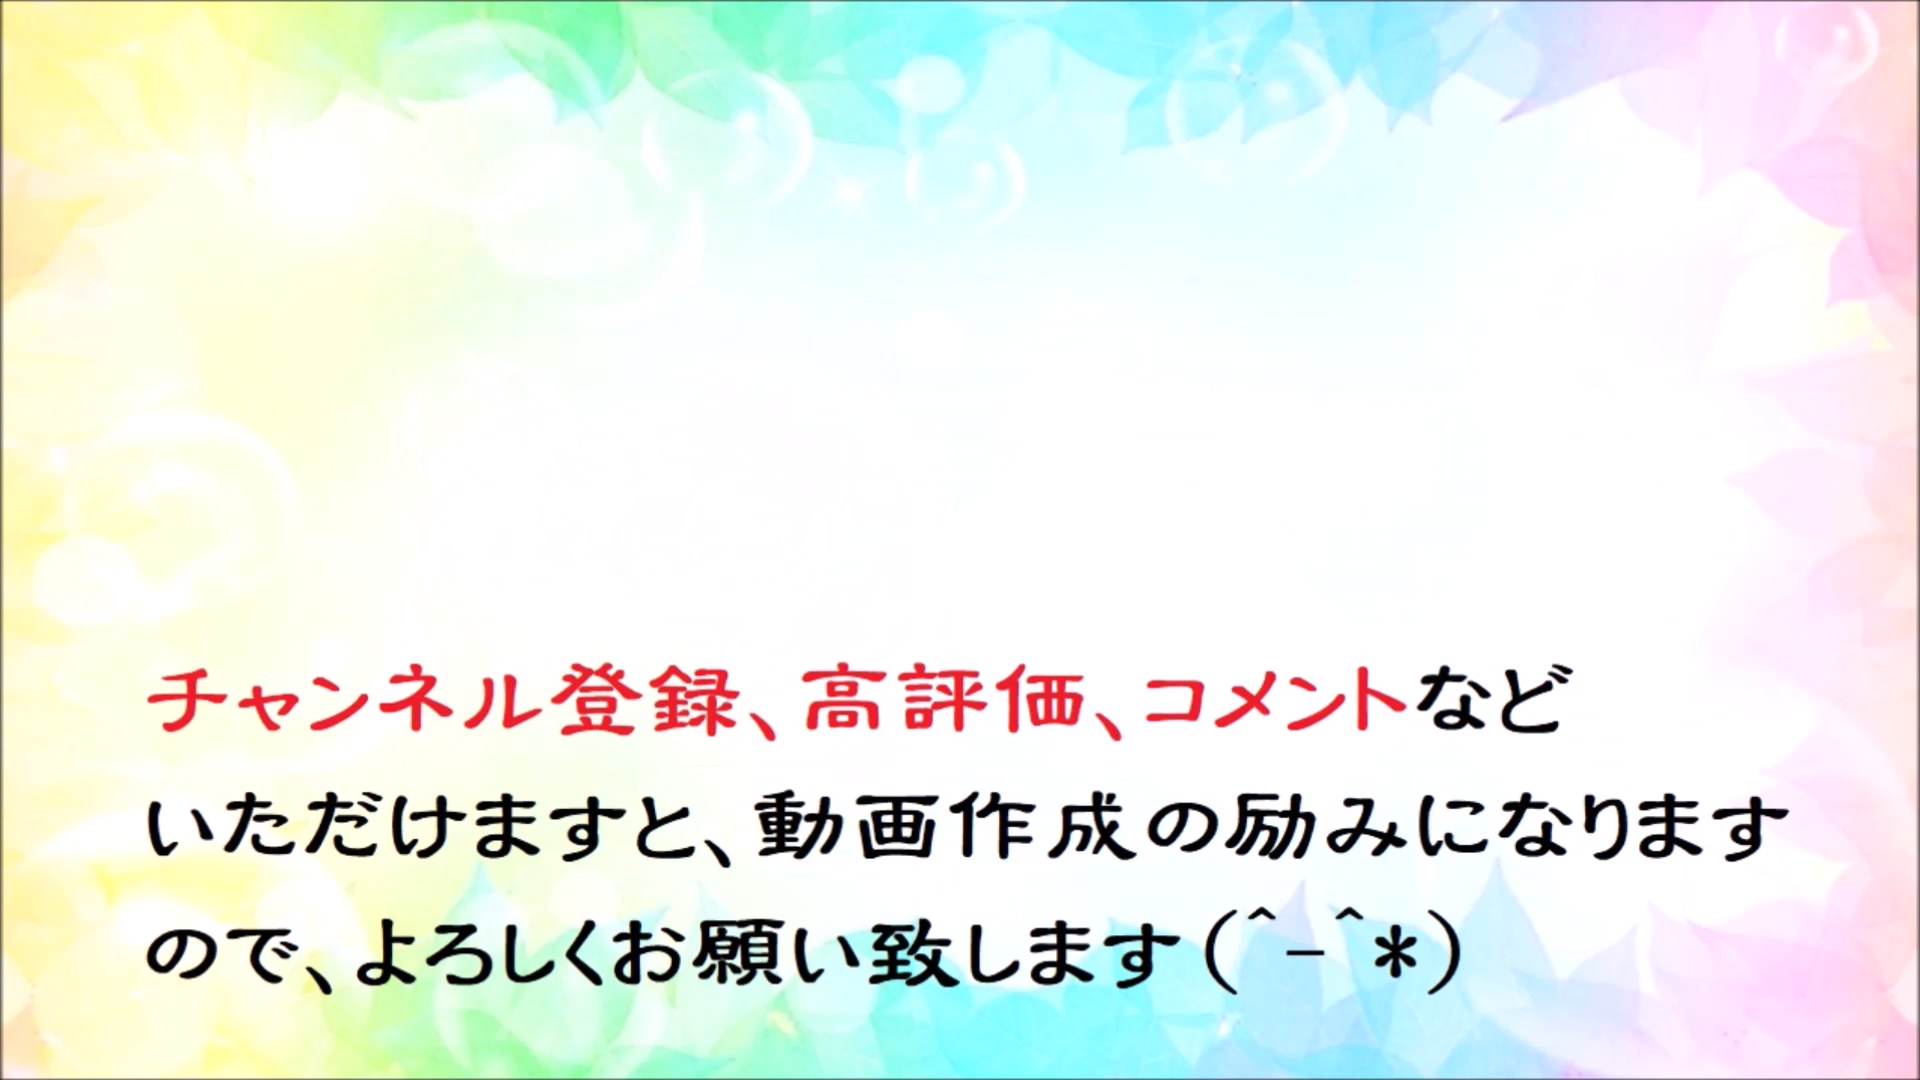 チャンネル登録、高評価、コメントなど
いただけますと、動画作成の励みになります
ので、よろしくお願い致します(^-^*)